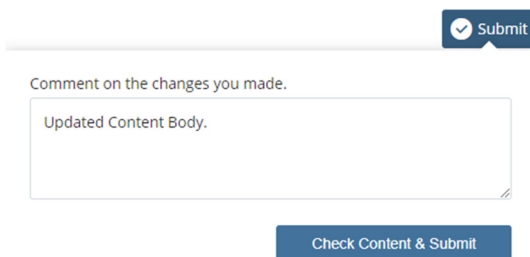 Submit
Comment on the changes you made.
Updated Content Body.
Check Content & Submit